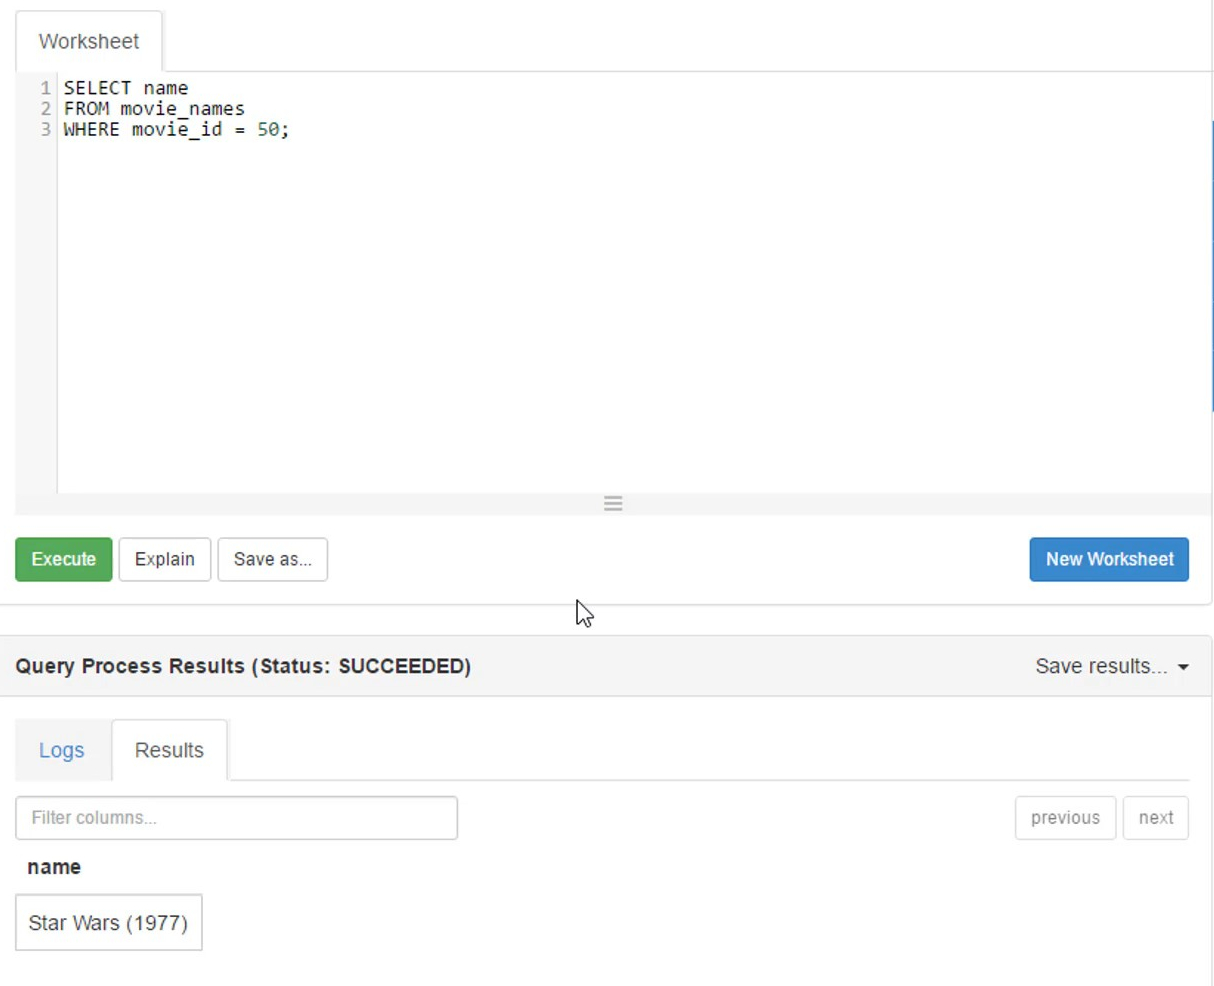 Worksheet
1 SELECT name
2 FROM movie_names
3 WHERE movie_id = 50;
Execute Explain Save as... New Worksheet
Query Process Results (Status: SUCCEEDED) Save results...
Logs Results
Filter columns... previous next
name
Star Wars (1977)